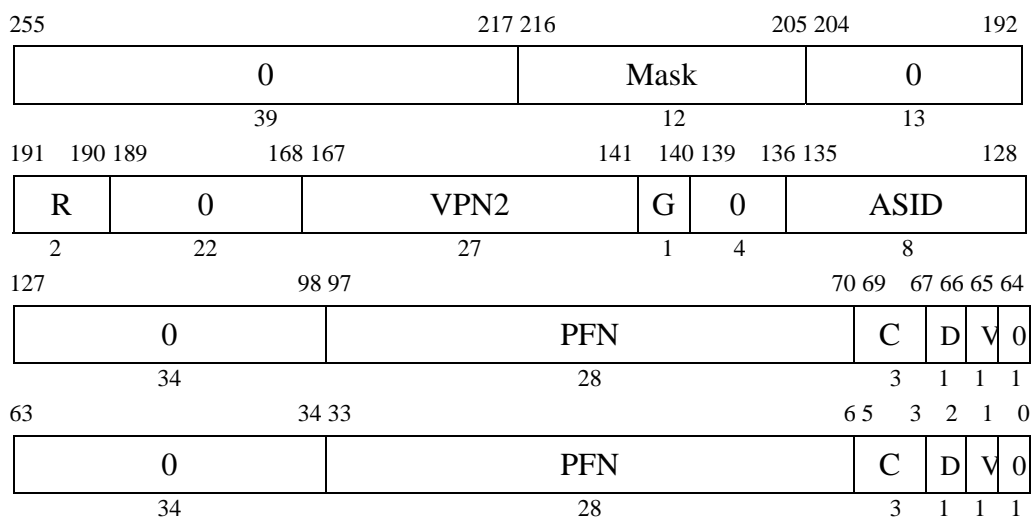 255 217 216 205 204 192
0 Mask 0
39 12 13
191 190 189 168 167 141 140 139 136 135 128
R 0 VPN2 G 0 ASID
2 22 27 1 4 8
127 98 97 70 69 67 66 65 64
0 PFN C D V 0
34 28 3 1 1 1
63 34 33 6 5 3 2 1 0
0 PFN C D V 0
34 28 3 1 1 1